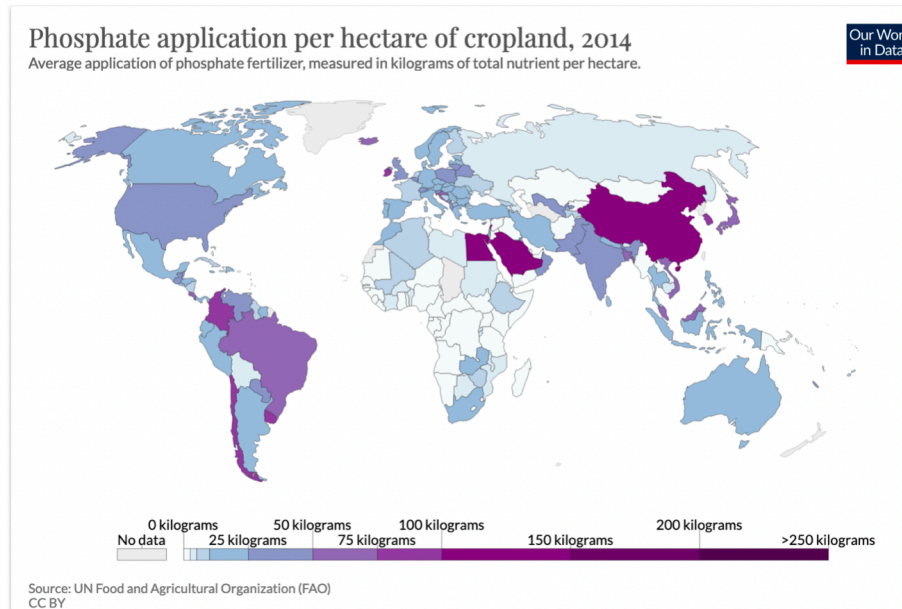 Phosphate application per hectare of cropland, 2014
Average application of phosphate fertilizer, measured in kilograms of total nutrient per hectare.
Our Wor
in Data
No data
0 kilograms
25 kilograms
50 kilograms
75 kilograms
100 kilograms
150 kilograms
200 kilograms
>250 kilograms
Source: UN Food and Agricultural Organization (FAO)
CC BY